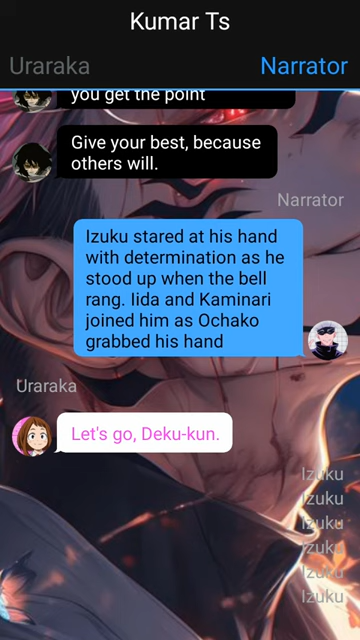 Kumar Ts
Uraraka
Narrator
you get the point
Give your best, because
others will.
Narrator
Izuku stared at his hand
with determination as he
stood up when the bell
rang. Iida and Kaminari
joined him as Ochako
grabbed his hand
Uraraka
Let's go, Deku-kun.
Izuku
Izuku
Izuku
Izuku
Izuku
Izuku